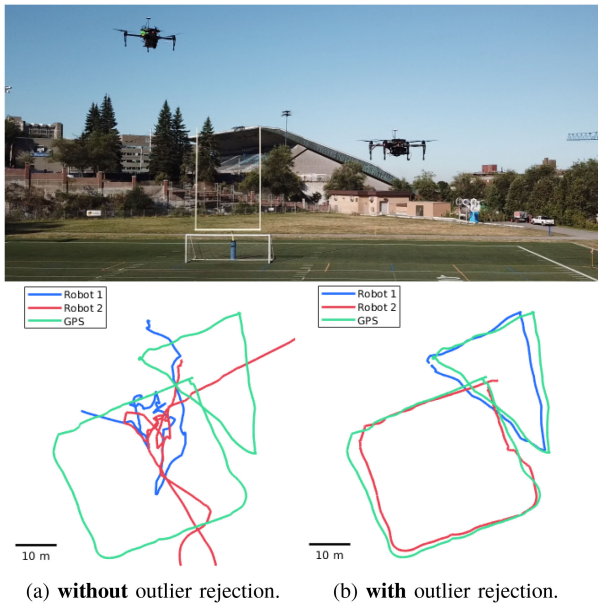 Robot 1
Robot 2
GPS
10 m
(a) without outlier rejection.
Robot 1
Robot 2
GPS
10 m
(b) with outlier rejection.